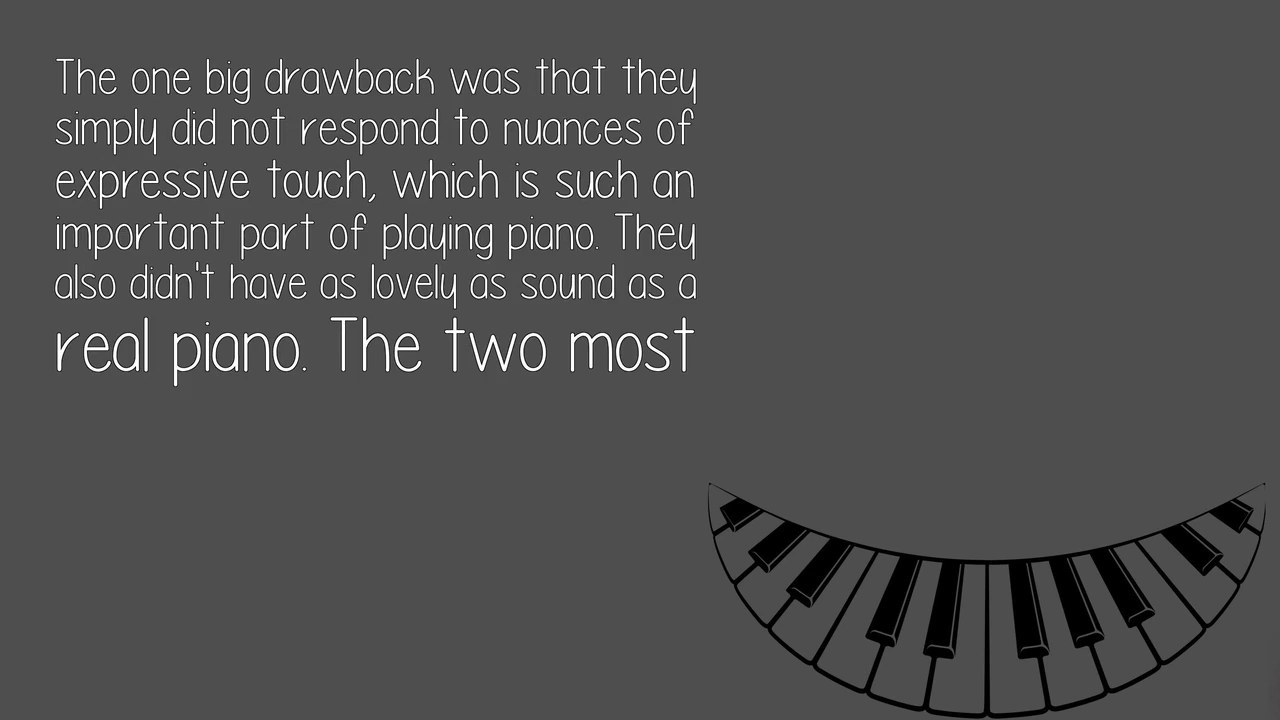 The one big drawback was that they
simply did not respond to nuances of
expressive touch, which is such an
important part of playing piano. They
also didn't have as lovely as sound as a
real piano. The two most